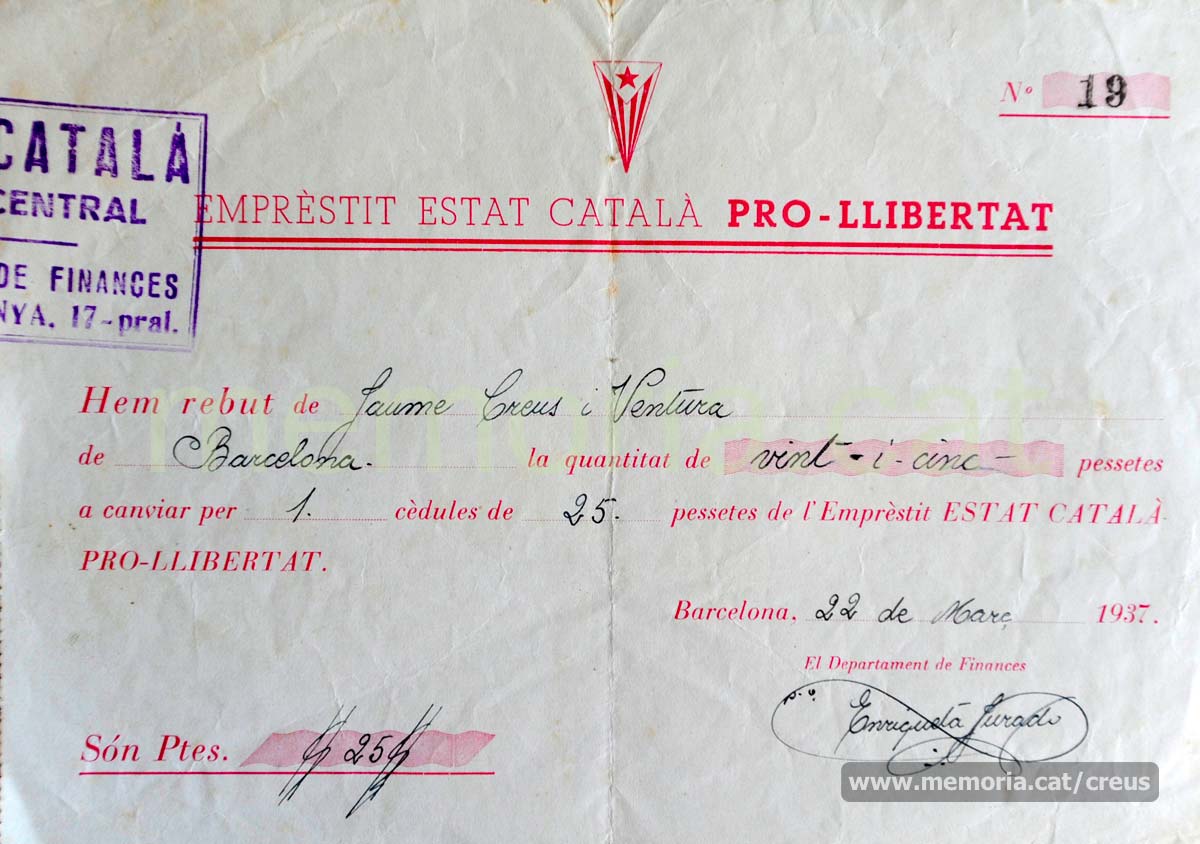 Nº 19
CATALÀ
CENTRAL
DE FINANCES
NYA. 17-pral.
EMPRÈSTIT ESTAT CATALÀ PRO-LLIBERTAT
Hem rebut de Jaume Creus i Ventura
de Barcelona. la quantitat de vint-i-cinc pessetes
a canviar per 1. cèdules de 25. pessetes de l'Emprèstit ESTAT CATALÀ
PRO-LLIBERTAT.
Barcelona, 22 de Març 1937.
El Departament de Finances
p.o. Enriqueta Jurado
Són Ptes. 25
memoria.cat
www.memoria.cat/creus